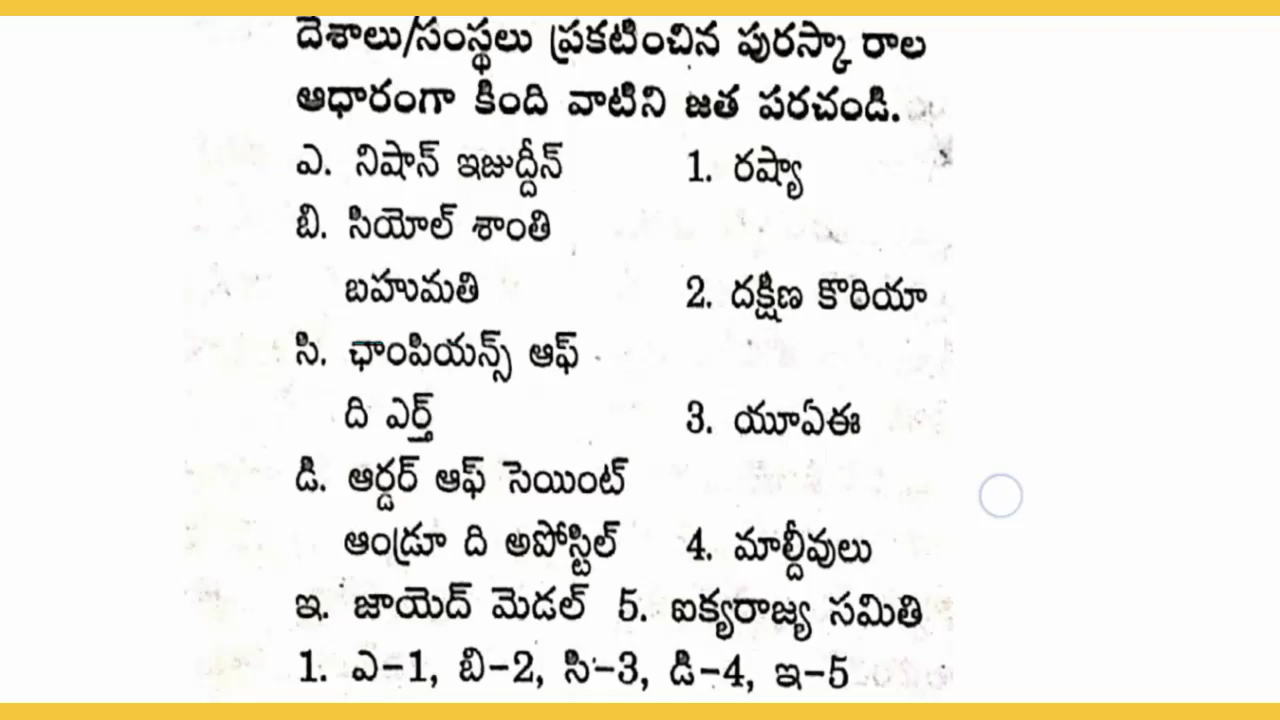 దేశాలు/సంస్థలు ప్రకటించిన పురస్కా రాల
ఆధారంగా కింది వాటిని జత పరచండి.
ఎ. నిషాన్ ఇజుద్దీన్ 1. రష్యా
బి. సియోల్ శాంతి
బహుమతి 2. దక్షిణ కొరియా
సి. ఛాంపియన్స్ ఆఫ్
ది ఎర్త్ 3. యూఏఈ
డి. ఆర్డర్ ఆఫ్ సెయింట్
ఆండ్రూ ది అపోస్టిల్ 4. మాల్దీవులు
ఇ. జాయెద్ మెడల్ 5. ఐక్యరాజ్య సమితి
1. ఎ-1, బి-2, సి-3, డి-4, ఇ-5